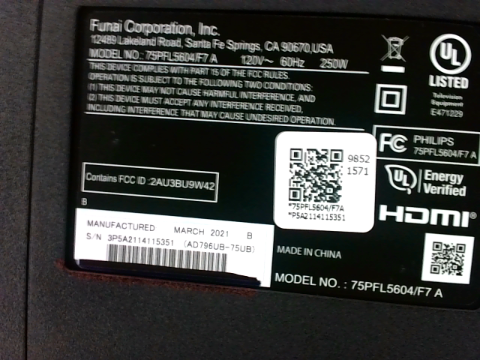 Funai Corporation, Inc.
12489 Lakeland Road, Santa Fe Springs, CA 90670, USA
MODEL NO.: 75PFL5604/F7 A 120V~ 60Hz 250W
THIS DEVICE COMPLIES WITH PART 15 OF THE FCC RULES.
OPERATION IS SUBJECT TO THE FOLLOWING TWO CONDITIONS:
(1) THIS DEVICE MAY NOT CAUSE HARMFUL INTERFERENCE, AND
(2) THIS DEVICE MUST ACCEPT ANY INTERFERENCE RECEIVED,
INCLUDING INTERFERENCE THAT MAY CAUSE UNDESIRED OPERATION.
UL
LISTED
Television
Equipment
E471229
FC PHILIPS
75PFL5604/F7 A
UL Energy
Verified
HDMI
9852
1571
*75PFL5604/F7A
*P5A2114115351
Contains FCC ID :2AU3BU9W42
B
MANUFACTURED MARCH 2021 B
S/N 3P5A2114115351 (AD796UB-75UB)
MADE IN CHINA
MODEL NO. : 75PFL5604/F7 A